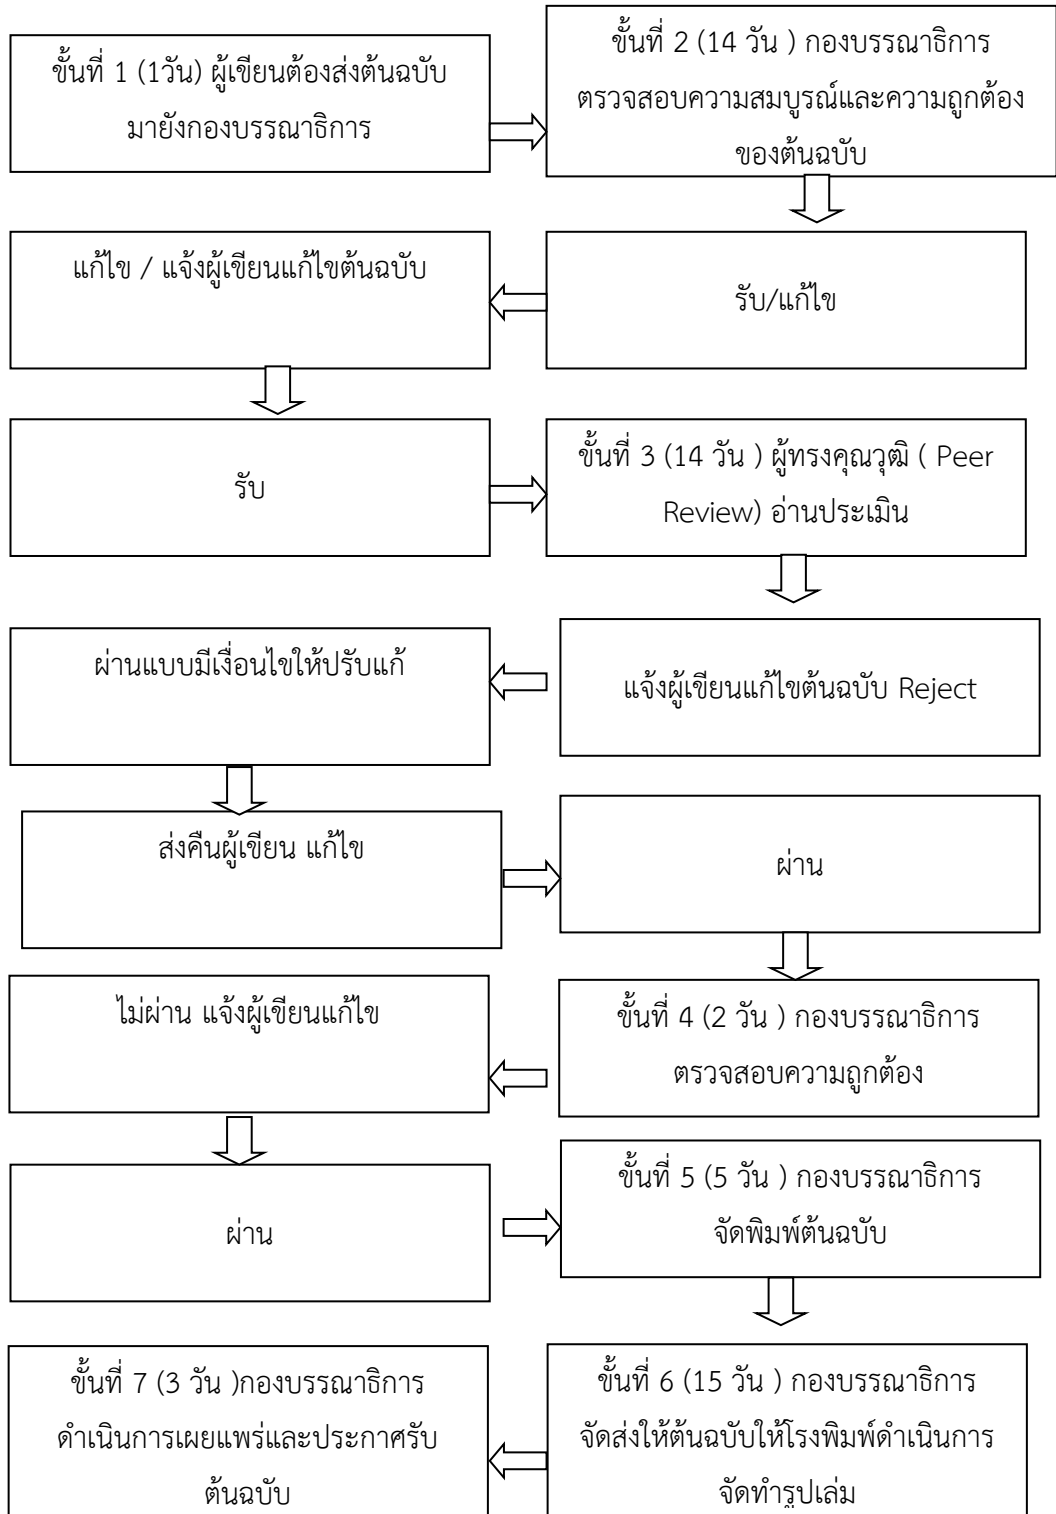 ขั้นที่ 1 (1วัน) ผู้เขียนต้องส่งต้นฉบับ
มายังกองบรรณาธิการ
ขั้นที่ 2 (14 วัน ) กองบรรณาธิการ
ตรวจสอบความสมบูรณ์และความถูกต้อง
ของต้นฉบับ
รับ/แก้ไข
แก้ไข / แจ้งผู้เขียนแก้ไขต้นฉบับ
รับ
ขั้นที่ 3 (14 วัน ) ผู้ทรงคุณวุฒิ ( Peer
Review) อ่านประเมิน
แจ้งผู้เขียนแก้ไขต้นฉบับ Reject
ผ่านแบบมีเงื่อนไขให้ปรับแก้
ส่งคืนผู้เขียน แก้ไข
ผ่าน
ขั้นที่ 4 (2 วัน ) กองบรรณาธิการ
ตรวจสอบความถูกต้อง
ไม่ผ่าน แจ้งผู้เขียนแก้ไข
ผ่าน
ขั้นที่ 5 (5 วัน ) กองบรรณาธิการ
จัดพิมพ์ต้นฉบับ
ขั้นที่ 6 (15 วัน ) กองบรรณาธิการ
จัดส่งให้ต้นฉบับให้โรงพิมพ์ดำเนินการ
จัดทำรูปเล่ม
ขั้นที่ 7 (3 วัน )กองบรรณาธิการ
ดำเนินการเผยแพร่และประกาศรับ
ต้นฉบับ